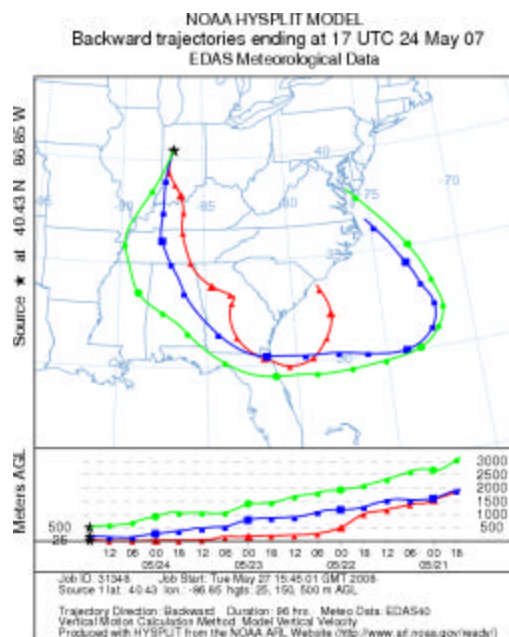 NOAA HYSPLIT MODEL
Backward trajectories ending at 17 UTC 24 May 07
EDAS Meteorological Data
Source ★ at 40.43 N 86.85 W
-70
40
-75
-80
-85
-90
-95
Meters AGL
3000
2500
2000
1500
1000
500
500
25
12 06 00 18 12 06 00 18 12 06 00 18 12 06 00 18
05/24 05/23 05/22 05/21
Job ID: 31348 Job Start: Tue May 27 15:45:01 GMT 2008
Source 1 lat.: 40.43 lon.: -86.85 hgts: 25, 150, 500 m AGL
Trajectory Direction: Backward Duration: 96 hrs Meteo Data: EDAS40
Vertical Motion Calculation Method: Model Vertical Velocity
Produced with HYSPLIT from the NOAA ARL Website (http://www.arl.noaa.gov/ready/)